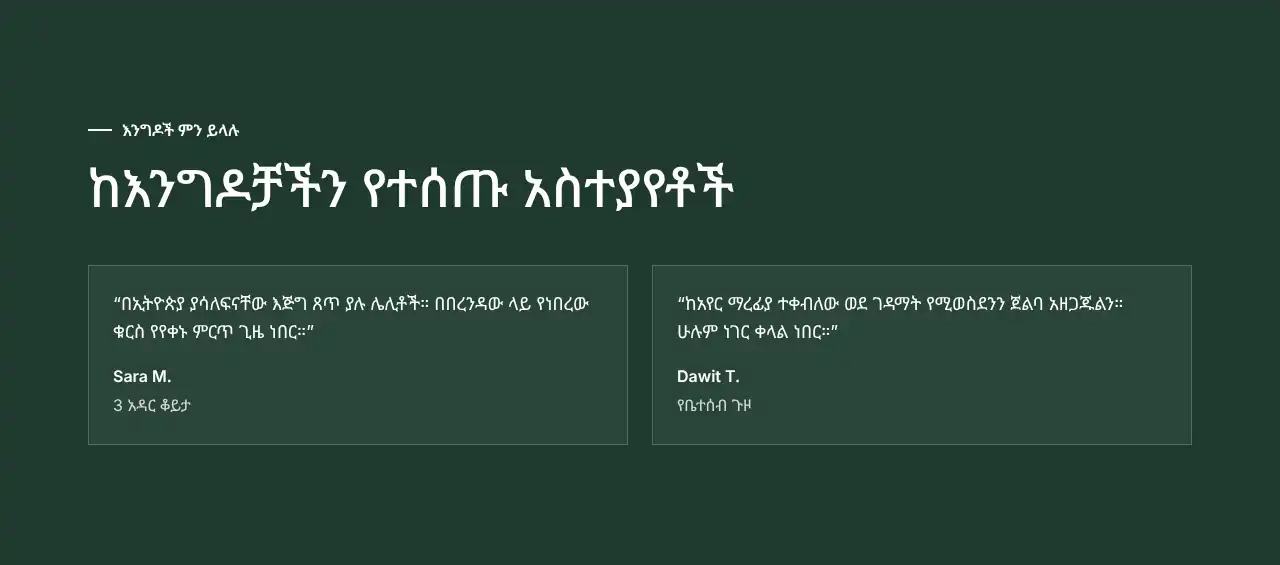 እንግዶች ምን ይላሉ
ከእንግዶቻችን የተሰጡ አስተያየቶች
“በኢትዮጵያ ያሳለፍናቸው እጅግ ጸጥ ያሉ ሌሊቶች። በበረንዳው ላይ የነበረው
ቁርስ የየቀኑ ምርጥ ጊዜ ነበር።”
Sara M.
3 አዳር ቆይታ
“ከአየር ማረፊያ ተቀብለው ወደ ገዳማት የሚወስደንን ጀልባ አዘጋጁልን።
ሁሉም ነገር ቀላል ነበር።”
Dawit T.
የቤተሰብ ጉዞ